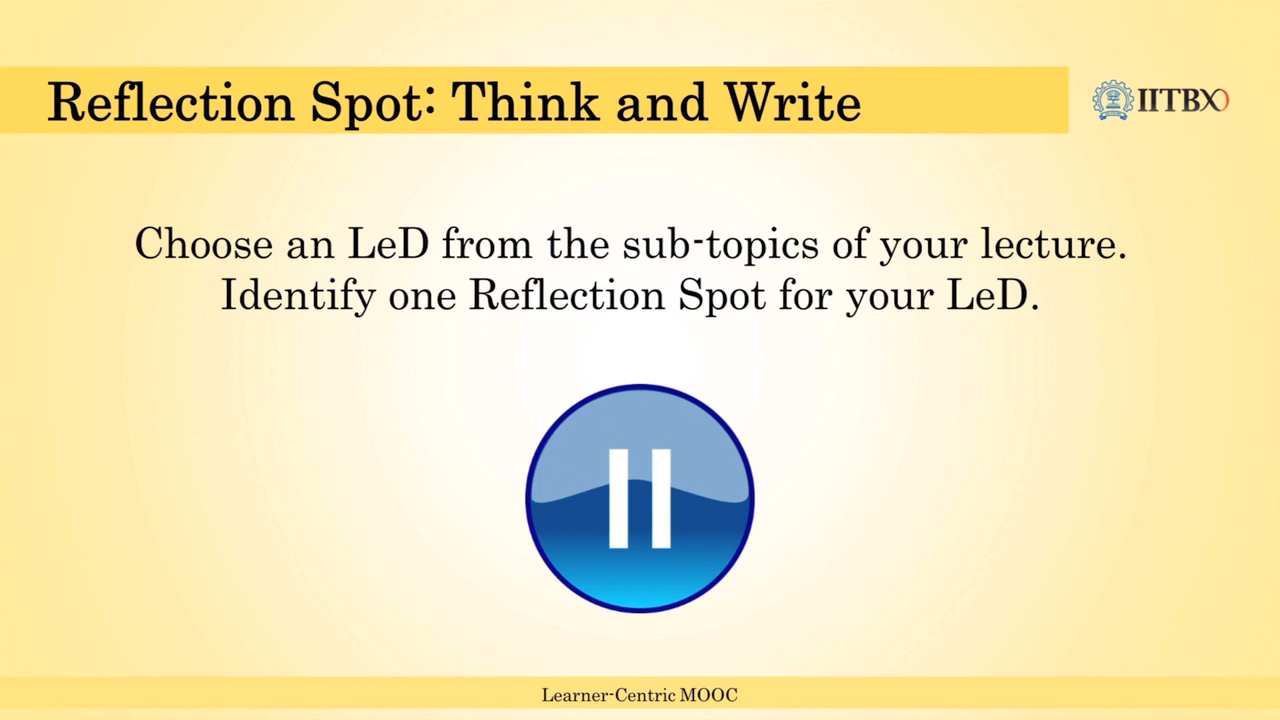 Reflection Spot: Think and Write
IITBX
Choose an LeD from the sub-topics of your lecture.
Identify one Reflection Spot for your LeD.
Learner-Centric MOOC